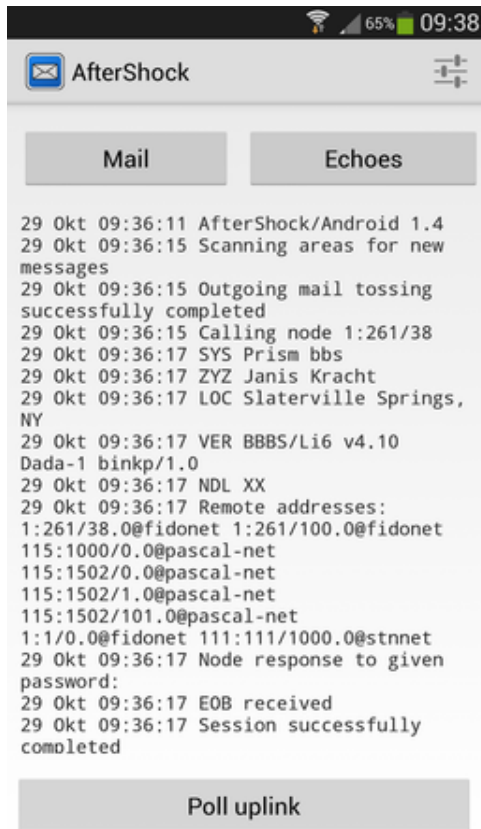 65% 09:38
AfterShock
Mail Echoes
29 Okt 09:36:11 AfterShock/Android 1.4
29 Okt 09:36:15 Scanning areas for new
messages
29 Okt 09:36:15 Outgoing mail tossing
successfully completed
29 Okt 09:36:15 Calling node 1:261/38
29 Okt 09:36:17 SYS Prism bbs
29 Okt 09:36:17 ZYZ Janis Kracht
29 Okt 09:36:17 LOC Slaterville Springs,
NY
29 Okt 09:36:17 VER BBBS/Li6 v4.10
Dada-1 binkp/1.0
29 Okt 09:36:17 NDL XX
29 Okt 09:36:17 Remote addresses:
1:261/38.0@fidonet 1:261/100.0@fidonet
115:1000/0.0@pascal-net
115:1502/0.0@pascal-net
115:1502/1.0@pascal-net
115:1502/101.0@pascal-net
1:1/0.0@fidonet 111:111/1000.0@stnnet
29 Okt 09:36:17 Node response to given
password:
29 Okt 09:36:17 EOB received
29 Okt 09:36:17 Session successfully
completed
Poll uplink